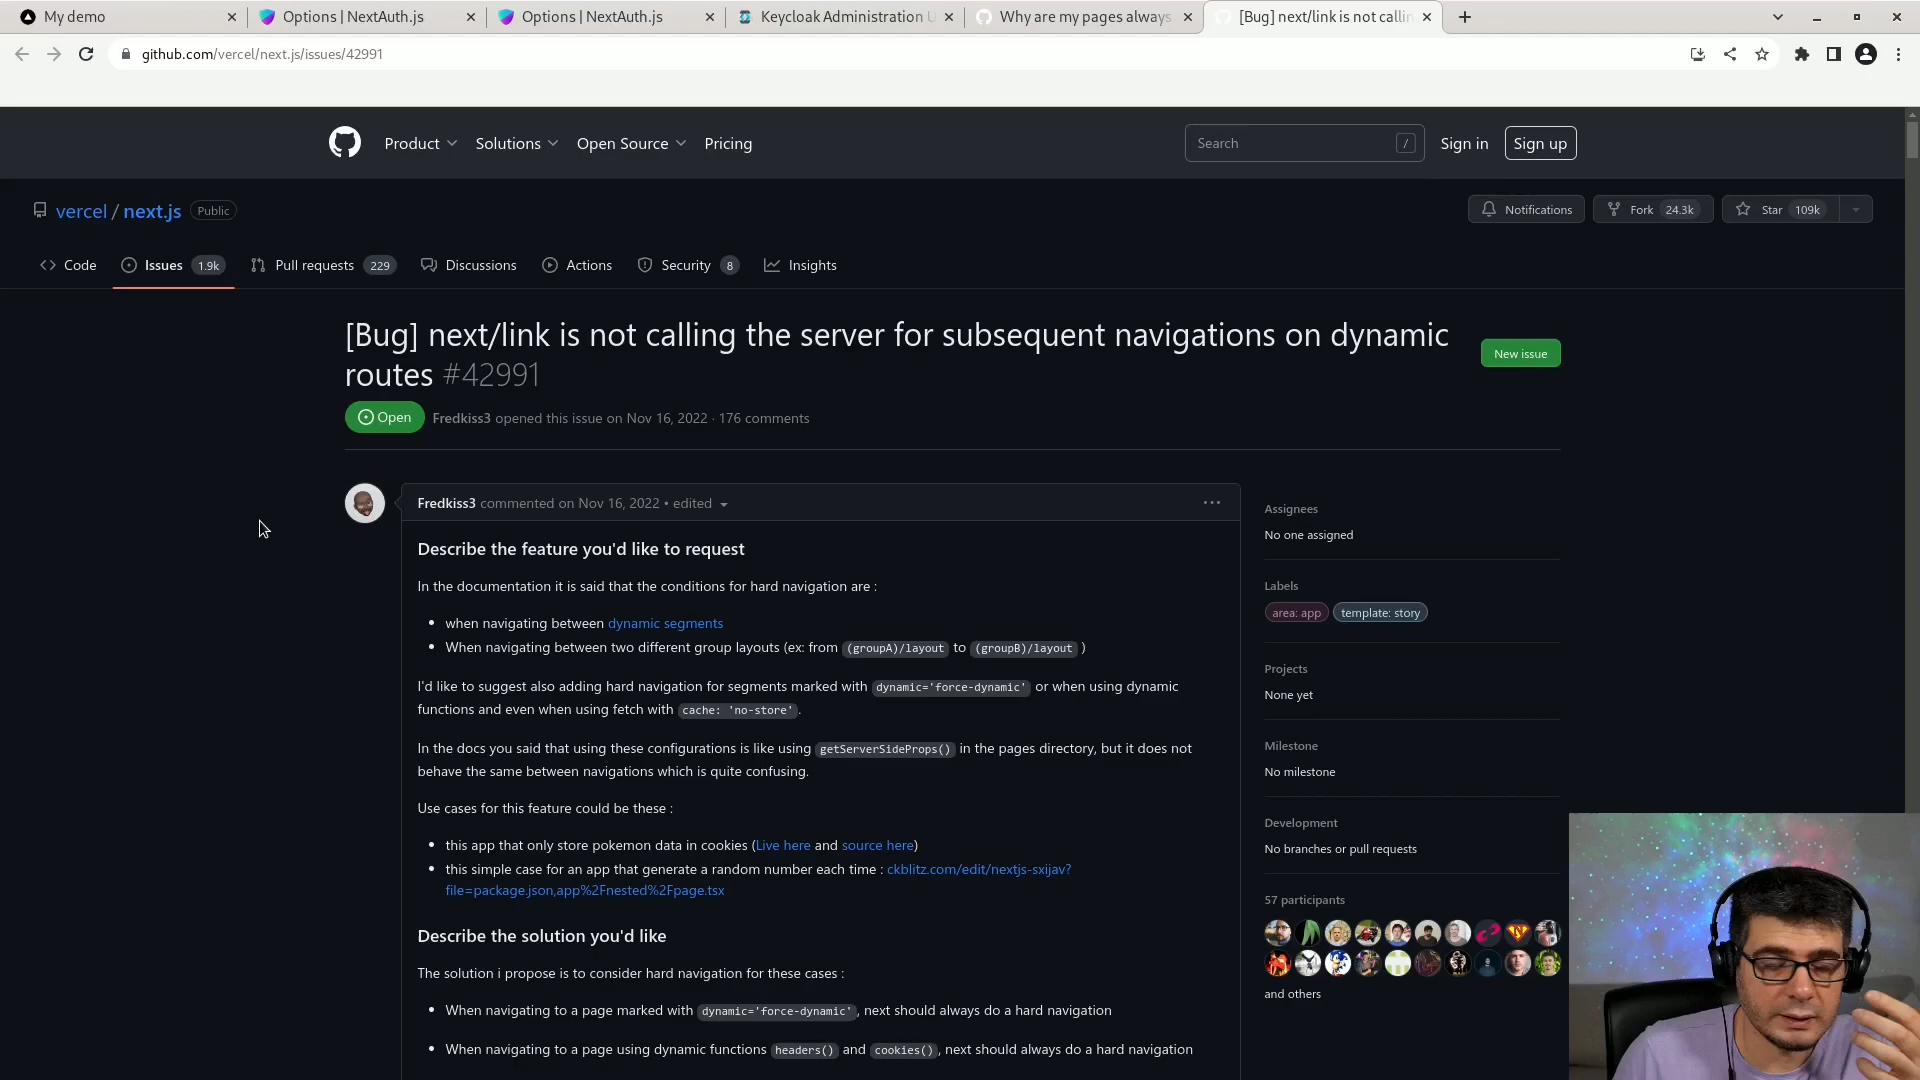 My demo
Options | NextAuth.js
Options | NextAuth.js
Keycloak Administration U
Why are my pages always
[Bug] next/link is not callin
github.com/vercel/next.js/issues/42991
Product
Solutions
Open Source
Pricing
Search
/
Sign in
Sign up
vercel / next.js
Public
Notifications
Fork 24.3k
Star 109k
Code
Issues 1.9k
Pull requests 229
Discussions
Actions
Security 8
Insights
[Bug] next/link is not calling the server for subsequent navigations on dynamic
routes #42991
New issue
Open
Fredkiss3 opened this issue on Nov 16, 2022 · 176 comments
Fredkiss3 commented on Nov 16, 2022 • edited
Describe the feature you'd like to request
In the documentation it is said that the conditions for hard navigation are :
• when navigating between dynamic segments
• When navigating between two different group layouts (ex: from (groupA)/layout to (groupB)/layout )
I'd like to suggest also adding hard navigation for segments marked with dynamic='force-dynamic' or when using dynamic
functions and even when using fetch with cache: 'no-store'.
In the docs you said that using these configurations is like using getServerSideProps() in the pages directory, but it does not
behave the same between navigations which is quite confusing.
Use cases for this feature could be these :
• this app that only store pokemon data in cookies (Live here and source here)
• this simple case for an app that generate a random number each time : ckblitz.com/edit/nextjs-sxijav?
file=package.json,app%2Fnested%2Fpage.tsx
Describe the solution you'd like
The solution i propose is to consider hard navigation for these cases :
• When navigating to a page marked with dynamic='force-dynamic', next should always do a hard navigation
• When navigating to a page using dynamic functions headers() and cookies(), next should always do a hard navigation
Assignees
No one assigned
Labels
area: app
template: story
Projects
None yet
Milestone
No milestone
Development
No branches or pull requests
57 participants
and others